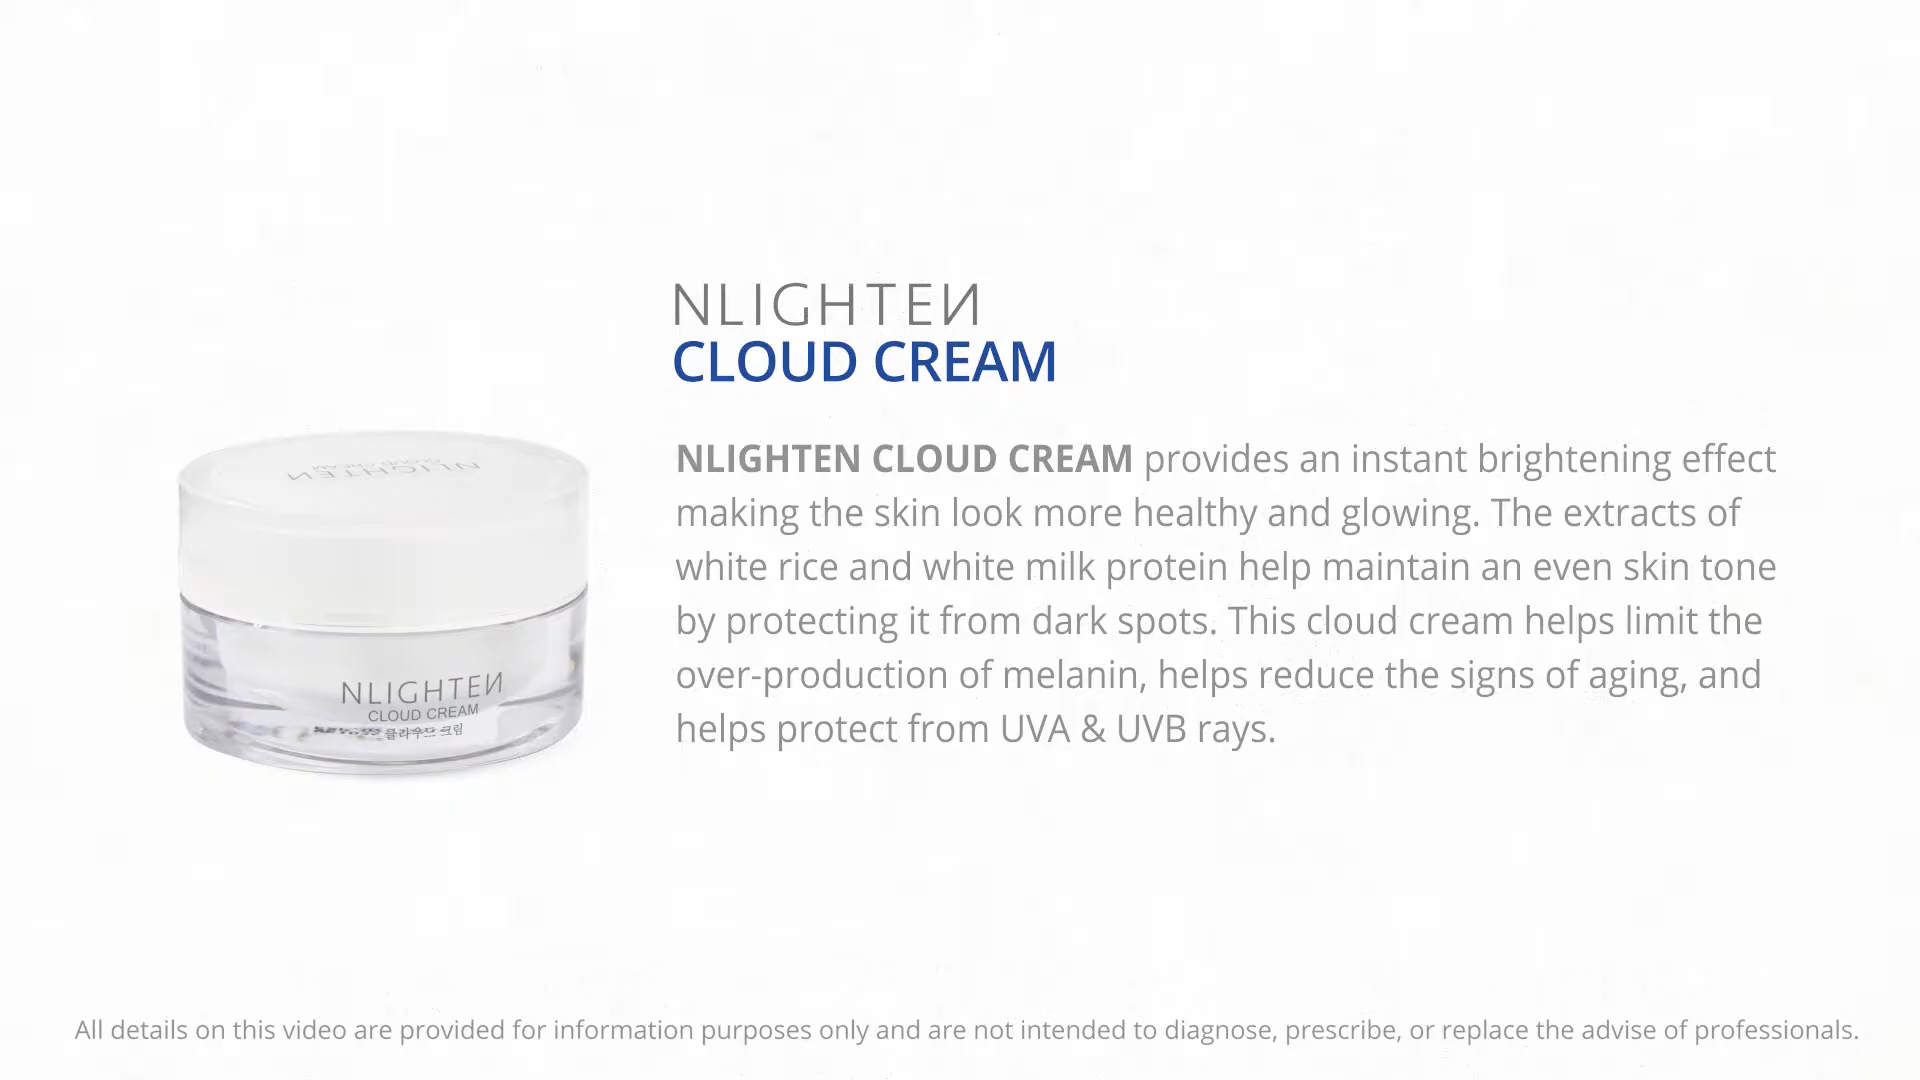 NLIGHTEN
CLOUD CREAM
NLIGHTEN CLOUD CREAM provides an instant brightening effect
making the skin look more healthy and glowing. The extracts of
white rice and white milk protein help maintain an even skin tone
by protecting it from dark spots. This cloud cream helps limit the
over-production of melanin, helps reduce the signs of aging, and
helps protect from UVA & UVB rays.
NLIGHTEN
CLOUD CREAM
NLIGHTEN
CLOUD CREAM
클라우드 크림
All details on this video are provided for information purposes only and are not intended to diagnose, prescribe, or replace the advise of professionals.